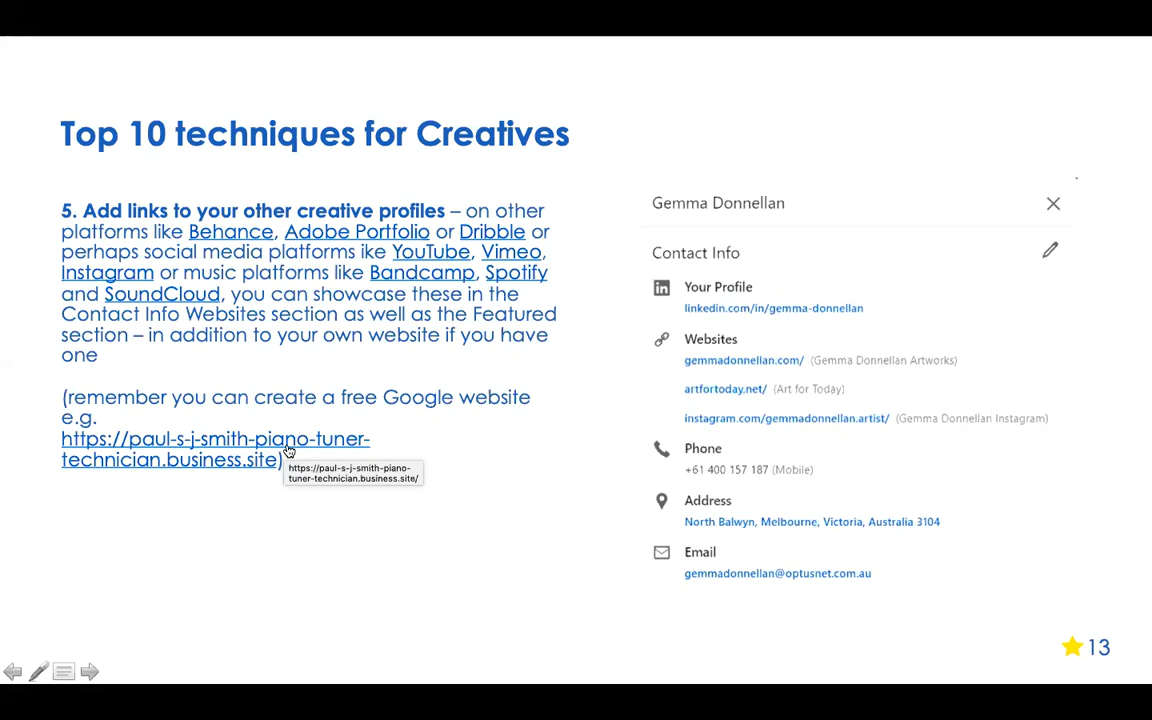 Top 10 techniques for Creatives
5. Add links to your other creative profiles – on other
platforms like Behance, Adobe Portfolio or Dribble or
perhaps social media platforms ike YouTube, Vimeo,
Instagram or music platforms like Bandcamp, Spotify
and SoundCloud, you can showcase these in the
Contact Info Websites section as well as the Featured
section – in addition to your own website if you have
one
(remember you can create a free Google website
e.g.
https://paul-s-j-smith-piano-tuner-
technician.business.site)
https://paul-s-j-smith-piano-
tuner-technician.business.site/
Gemma Donnellan
Contact Info
Your Profile
linkedin.com/in/gemma-donnellan
Websites
gemmadonnellan.com/ (Gemma Donnellan Artworks)
artfortoday.net/ (Art for Today)
instagram.com/gemmadonnellan.artist/ (Gemma Donnellan Instagram)
Phone
+61 400 157 187 (Mobile)
Address
North Balwyn, Melbourne, Victoria, Australia 3104
Email
gemmadonnellan@optusnet.com.au
13